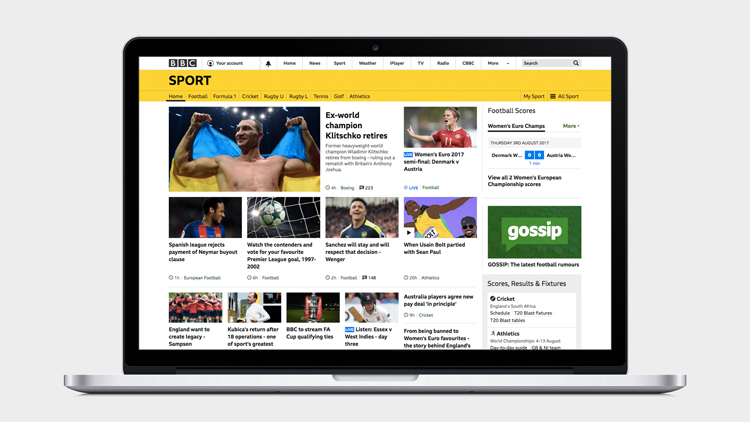 BBC Your account Home News Sport Weather iPlayer TV Radio CBBC More Search
SPORT
Home Football Formula 1 Cricket Rugby U Rugby L Tennis Golf Athletics My Sport All Sport
Ex-world
champion
Klitschko retires
Former heavyweight world
champion Wladimir Klitschko
retires from boxing - ruling out a
rematch with Britain's Anthony
Joshua.
4h Boxing 223
LIVE Women's Euro 2017
semi-final: Denmark v
Austria
LIVE Football
Football Scores
Women's Euro Champs More
THURSDAY 3RD AUGUST 2017
Denmark W... 0 0 Austria Wo...
1 min
View all 2 Women's European
Championship scores
Spanish league rejects
payment of Neymar buyout
clause
1h European Football
Watch the contenders and
vote for your favourite
Premier League goal, 1997-
2002
6h Football
Sanchez will stay and will
respect that decision -
Wenger
2h Football 146
When Usain Bolt partied
with Sean Paul
20h Athletics
gossip
GOSSIP: The latest football rumours
England want to
create legacy -
Sampson
Kubica's return after
18 operations - one
of sport's greatest
BBC to stream FA
Cup qualifying ties
LIVE Listen: Essex v
West Indies - day
three
Australia players agree new
pay deal 'in principle'
9h Cricket
From being banned to
Women's Euro favourites -
the story behind England's
Scores, Results & Fixtures
Cricket
England v South Africa
Schedule T20 Blast fixtures
T20 Blast tables
Athletics
World Championships: 4-13 August
Day-to-day guide GB & NI team